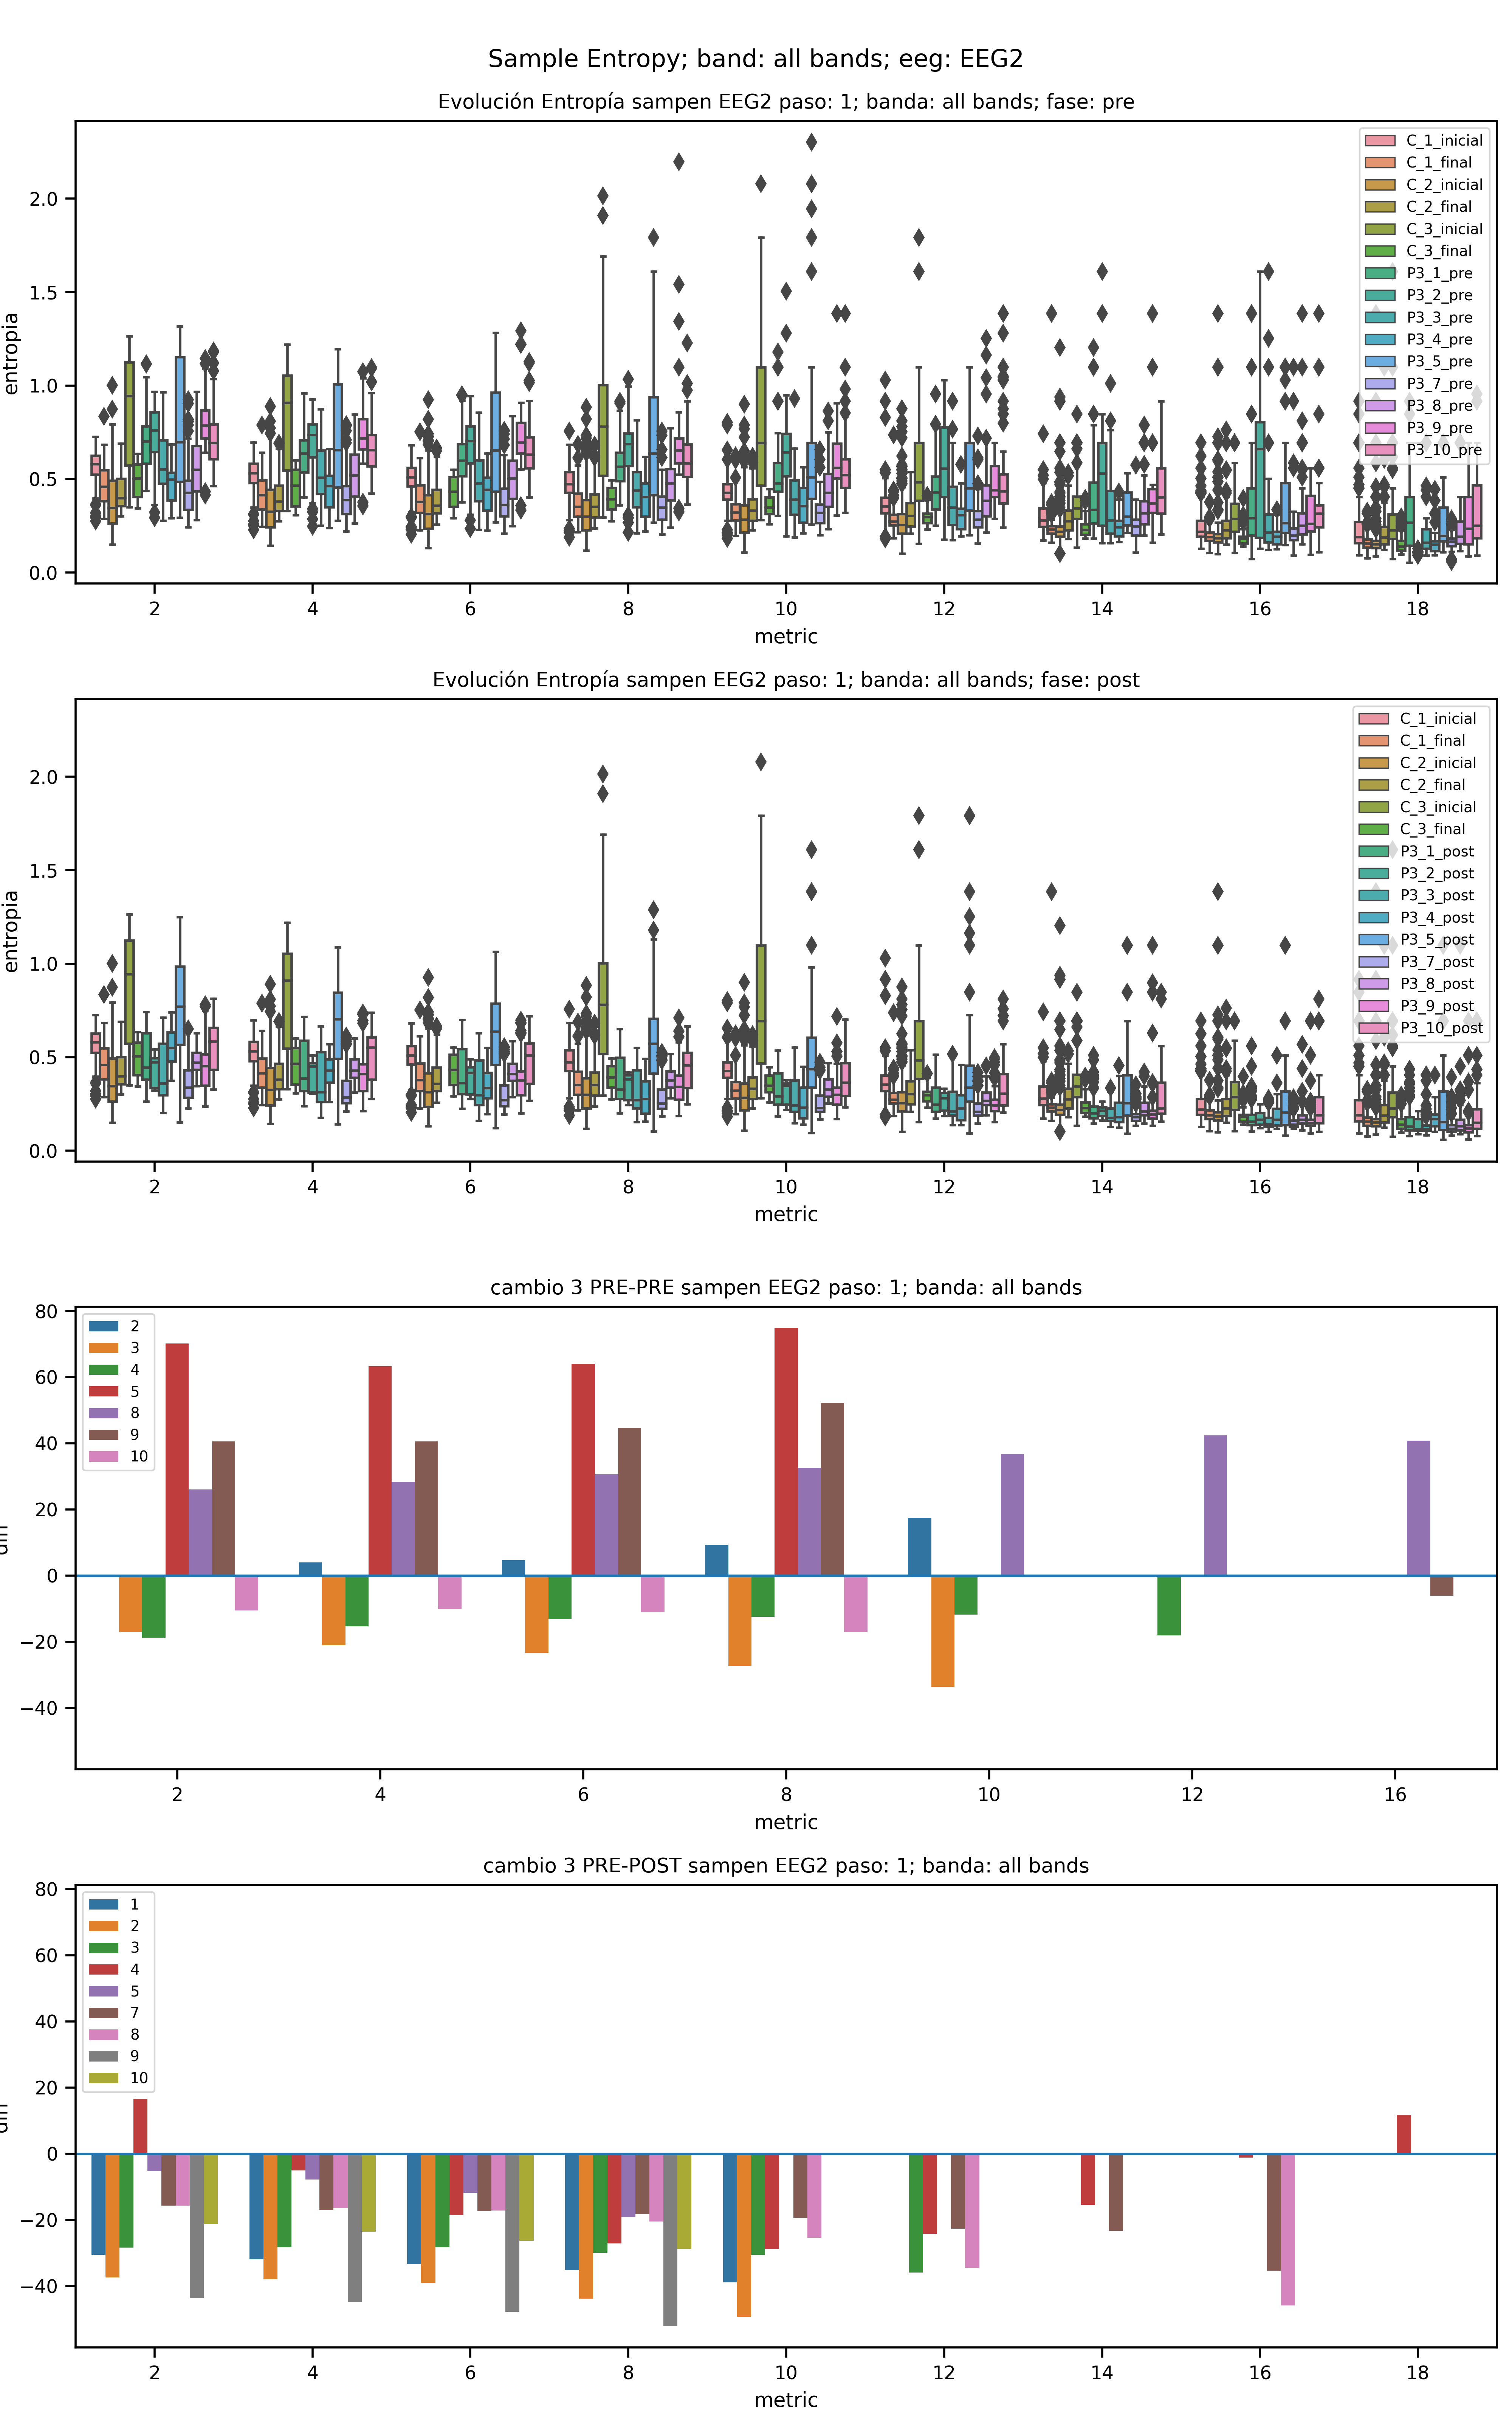 Sample Entropy; band: all bands; eeg: EEG2
Evolución Entropía sampen EEG2 paso: 1; banda: all bands; fase: pre
entropia
2.0
1.5
1.0
0.5
0.0
C_1_inicial
C_1_final
C_2_inicial
C_2_final
C_3_inicial
C_3_final
P3_1_pre
P3_2_pre
P3_3_pre
P3_4_pre
P3_5_pre
P3_7_pre
P3_8_pre
P3_9_pre
P3_10_pre
2 4 6 8 10 12 14 16 18
metric
Evolución Entropía sampen EEG2 paso: 1; banda: all bands; fase: post
entropia
2.0
1.5
1.0
0.5
0.0
C_1_inicial
C_1_final
C_2_inicial
C_2_final
C_3_inicial
C_3_final
P3_1_post
P3_2_post
P3_3_post
P3_4_post
P3_5_post
P3_7_post
P3_8_post
P3_9_post
P3_10_post
2 4 6 8 10 12 14 16 18
metric
cambio 3 PRE-PRE sampen EEG2 paso: 1; banda: all bands
80
60
40
20
0
−20
−40
2
3
4
5
8
9
10
2 4 6 8 10 12 14 16
metric
cambio 3 PRE-POST sampen EEG2 paso: 1; banda: all bands
80
60
40
20
0
−20
−40
1
2
3
4
5
7
8
9
10
2 4 6 8 10 12 14 16 18
metric